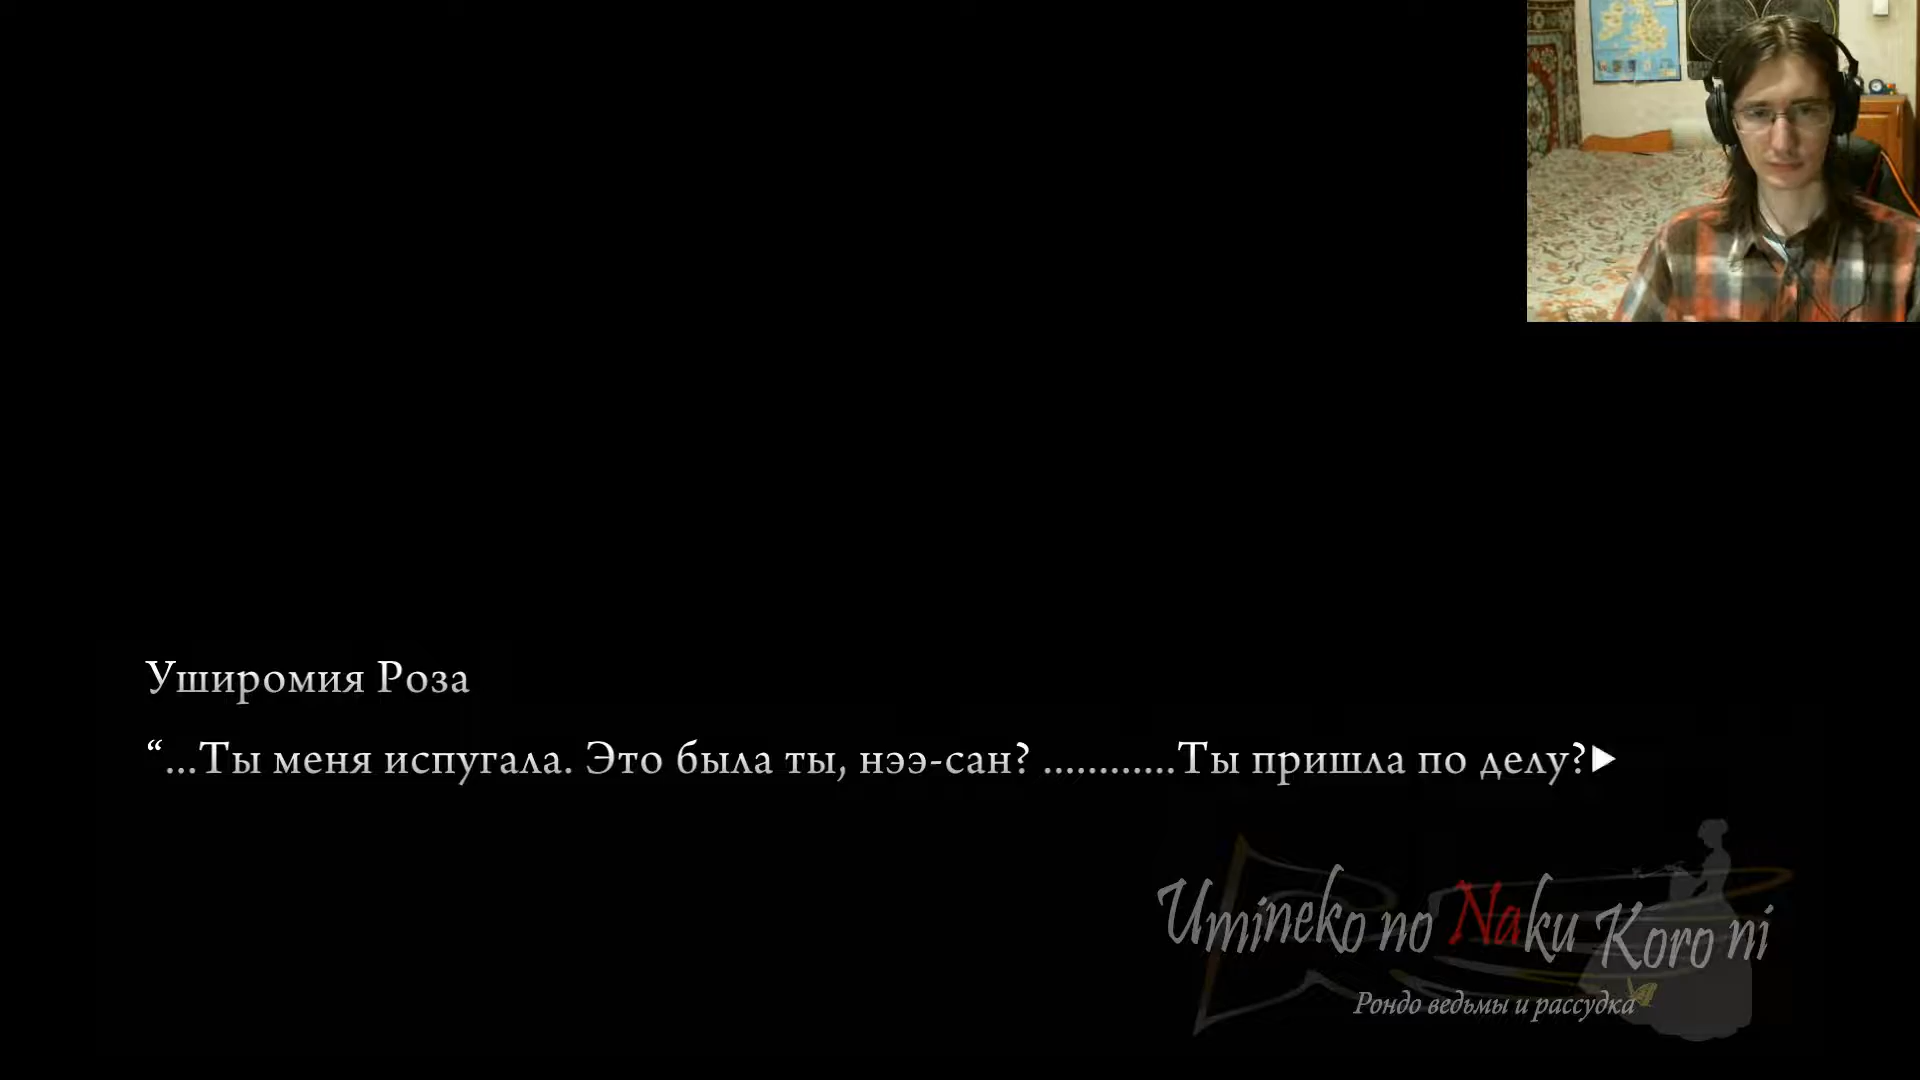 Уширомия Роза
“...Ты меня испугала. Это была ты, нээ-сан? ............Ты пришла по делу?
Umineko no Naku Koro ni
Рондо ведьмы и рассудка